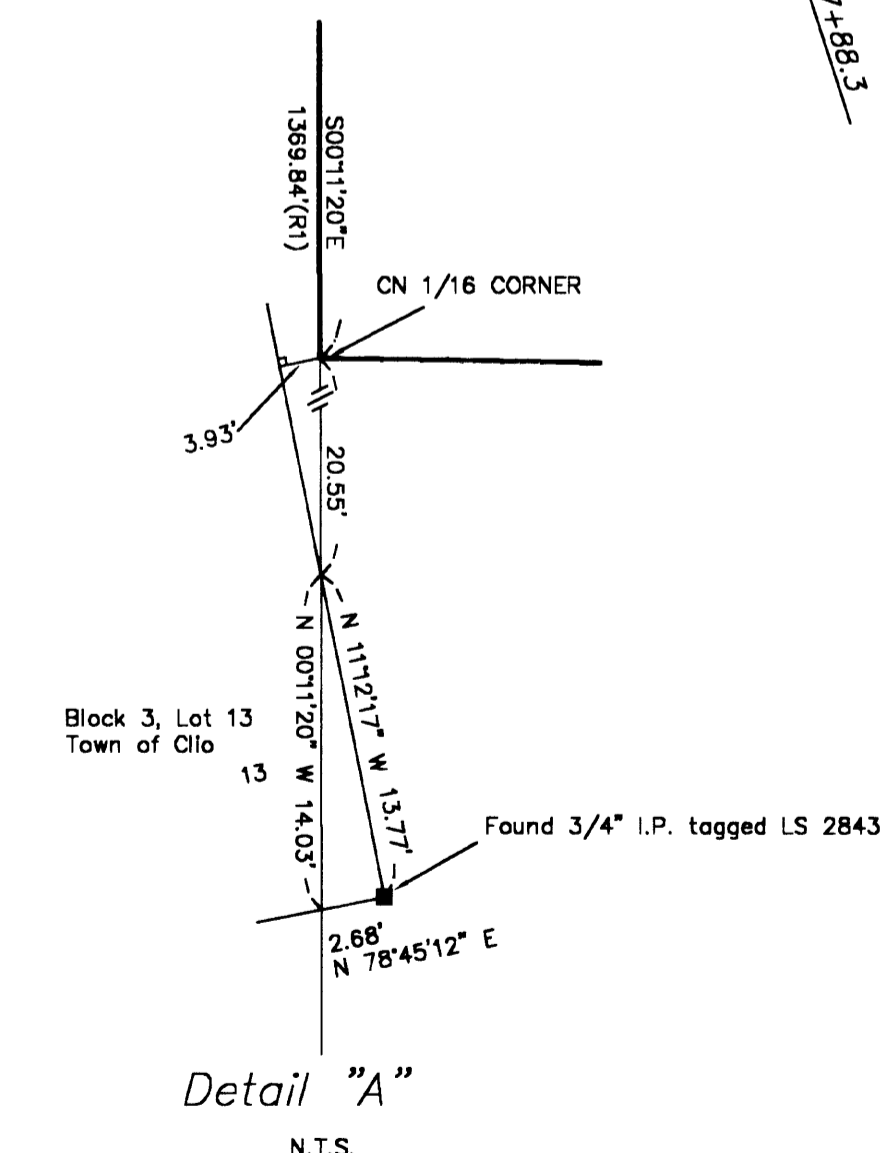 7+88.3
S00°11'20"E
1369.84'(R1)
CN 1/16 CORNER
3.93'
20.55'
N 00°11'20" W 14.03'
N 11°12'17" W 13.77'
Block 3, Lot 13
Town of Clio
13
Found 3/4" I.P. tagged LS 2843
2.68'
N 78°45'12" E
Detail "A"
N.T.S.